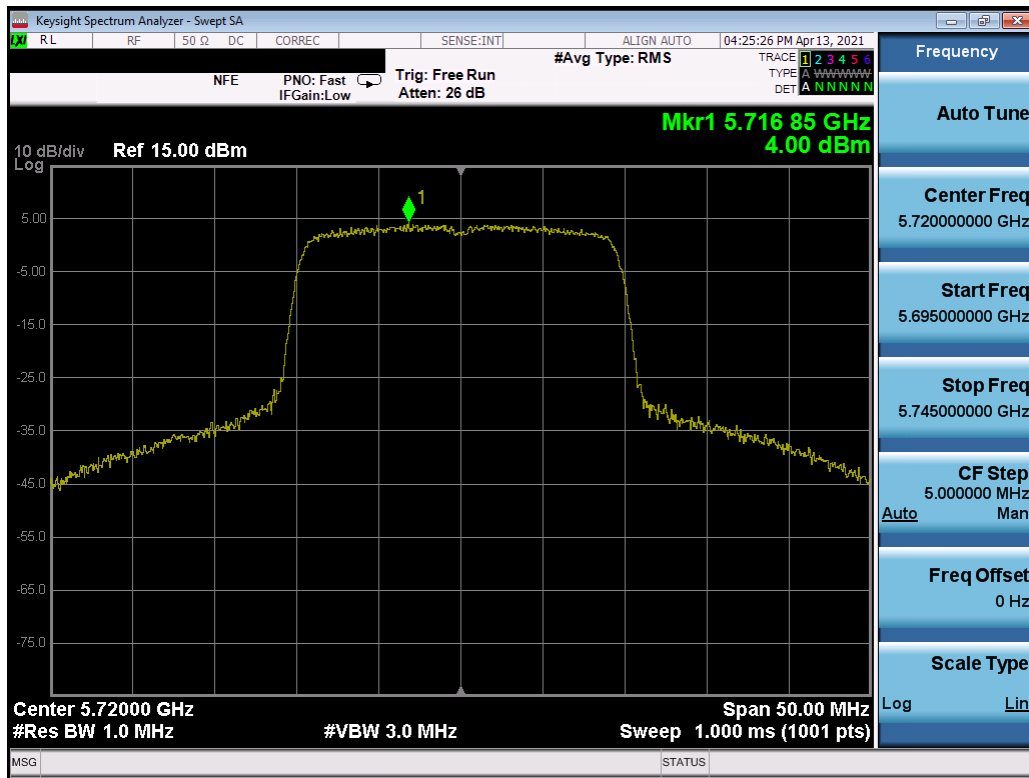 Keysight Spectrum Analyzer - Swept SA
LXI RL RF 50 Ω DC CORREC SENSE:INT ALIGN AUTO 04:25:26 PM Apr 13, 2021
#Avg Type: RMS
TRACE 1 2 3 4 5 6
TYPE A WWWWW
DET A N N N N N
NFE
PNO: Fast
IFGain:Low
Trig: Free Run
Atten: 26 dB
Mkr1 5.716 85 GHz
4.00 dBm
10 dB/div
Log
Ref 15.00 dBm
1
5.00
-5.00
-15.0
-25.0
-35.0
-45.0
-55.0
-65.0
-75.0
Center 5.72000 GHz
Span 50.00 MHz
#Res BW 1.0 MHz
#VBW 3.0 MHz
Sweep 1.000 ms (1001 pts)
MSG
STATUS
Frequency
Auto Tune
Center Freq
5.720000000 GHz
Start Freq
5.695000000 GHz
Stop Freq
5.745000000 GHz
CF Step
5.000000 MHz
Auto Man
Freq Offset
0 Hz
Scale Type
Log Lin